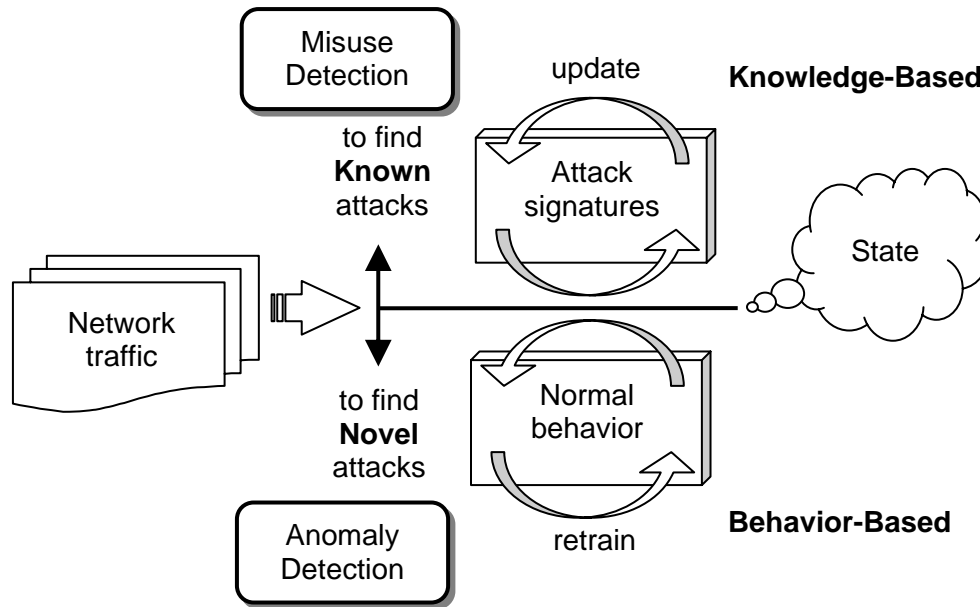 Misuse
Detection
update
Knowledge-Based
to find
Known
attacks
Attack
signatures
State
Network
traffic
to find
Novel
attacks
Normal
behavior
Anomaly
Detection
retrain
Behavior-Based